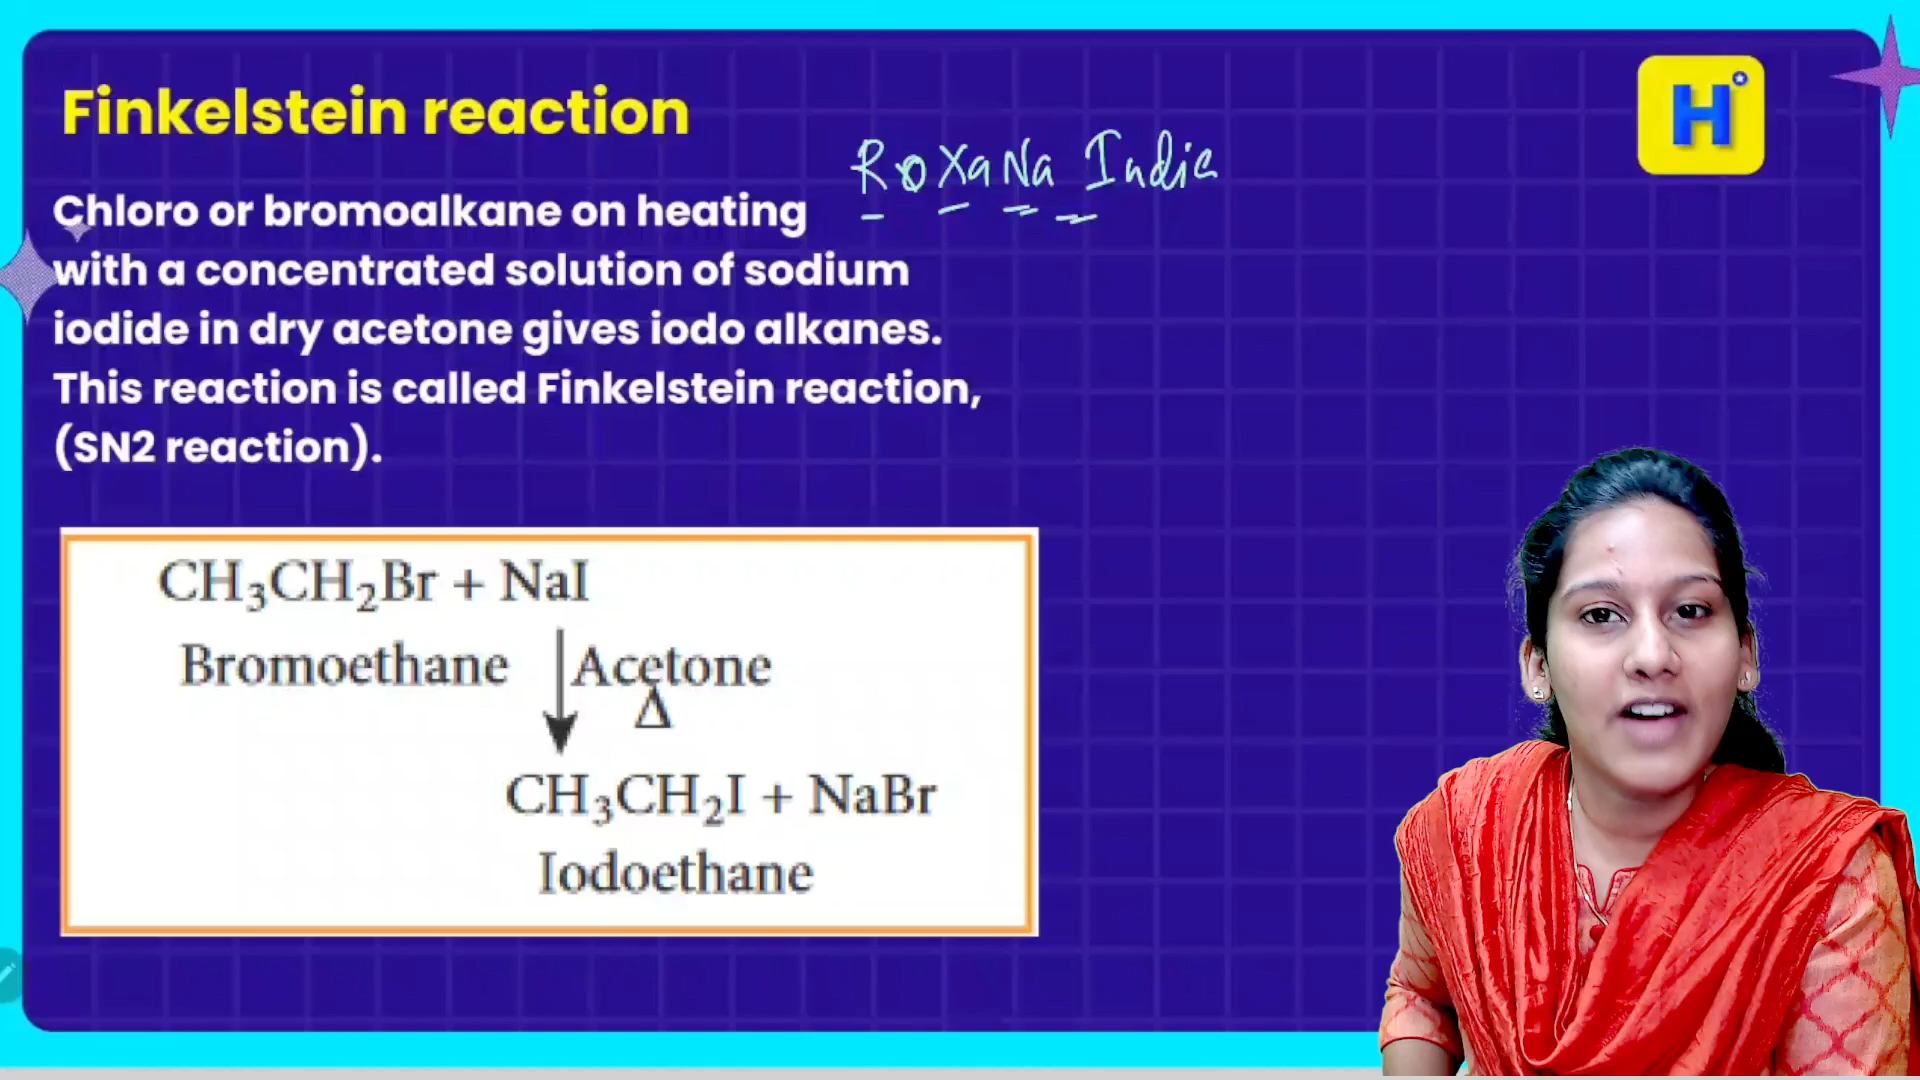 Finkelstein reaction
RoXaNa India
Chloro or bromoalkane on heating
with a concentrated solution of sodium
iodide in dry acetone gives iodo alkanes.
This reaction is called Finkelstein reaction,
(SN2 reaction).
CH₃CH₂Br + NaI
Bromoethane
Acetone
Δ
CH₃CH₂I + NaBr
Iodoethane
H